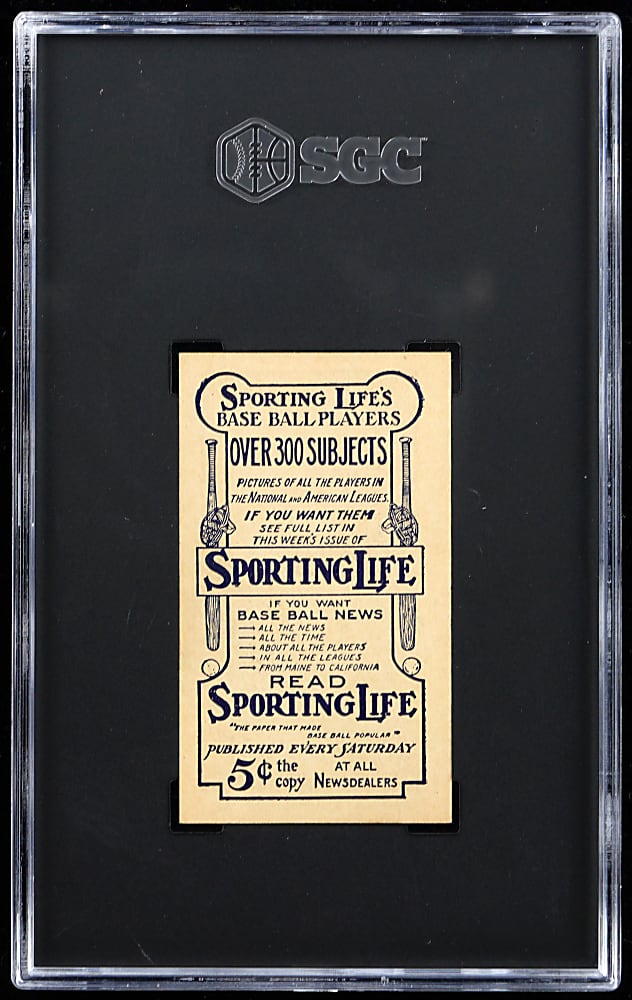 SGC
SPORTING LIFE'S
BASE BALL PLAYERS
OVER 300 SUBJECTS
PICTURES OF ALL THE PLAYERS IN
THE NATIONAL AND AMERICAN LEAGUES.
IF YOU WANT THEM
SEE FULL LIST IN
THIS WEEK'S ISSUE OF
SPORTING LIFE
IF YOU WANT
BASE BALL NEWS
ALL THE NEWS
ALL THE TIME
ABOUT ALL THE PLAYERS
IN ALL THE LEAGUES
FROM MAINE TO CALIFORNIA
READ
SPORTING LIFE
"THE PAPER THAT MADE
BASE BALL POPULAR"
PUBLISHED EVERY SATURDAY
5¢ the copy AT ALL NEWSDEALERS